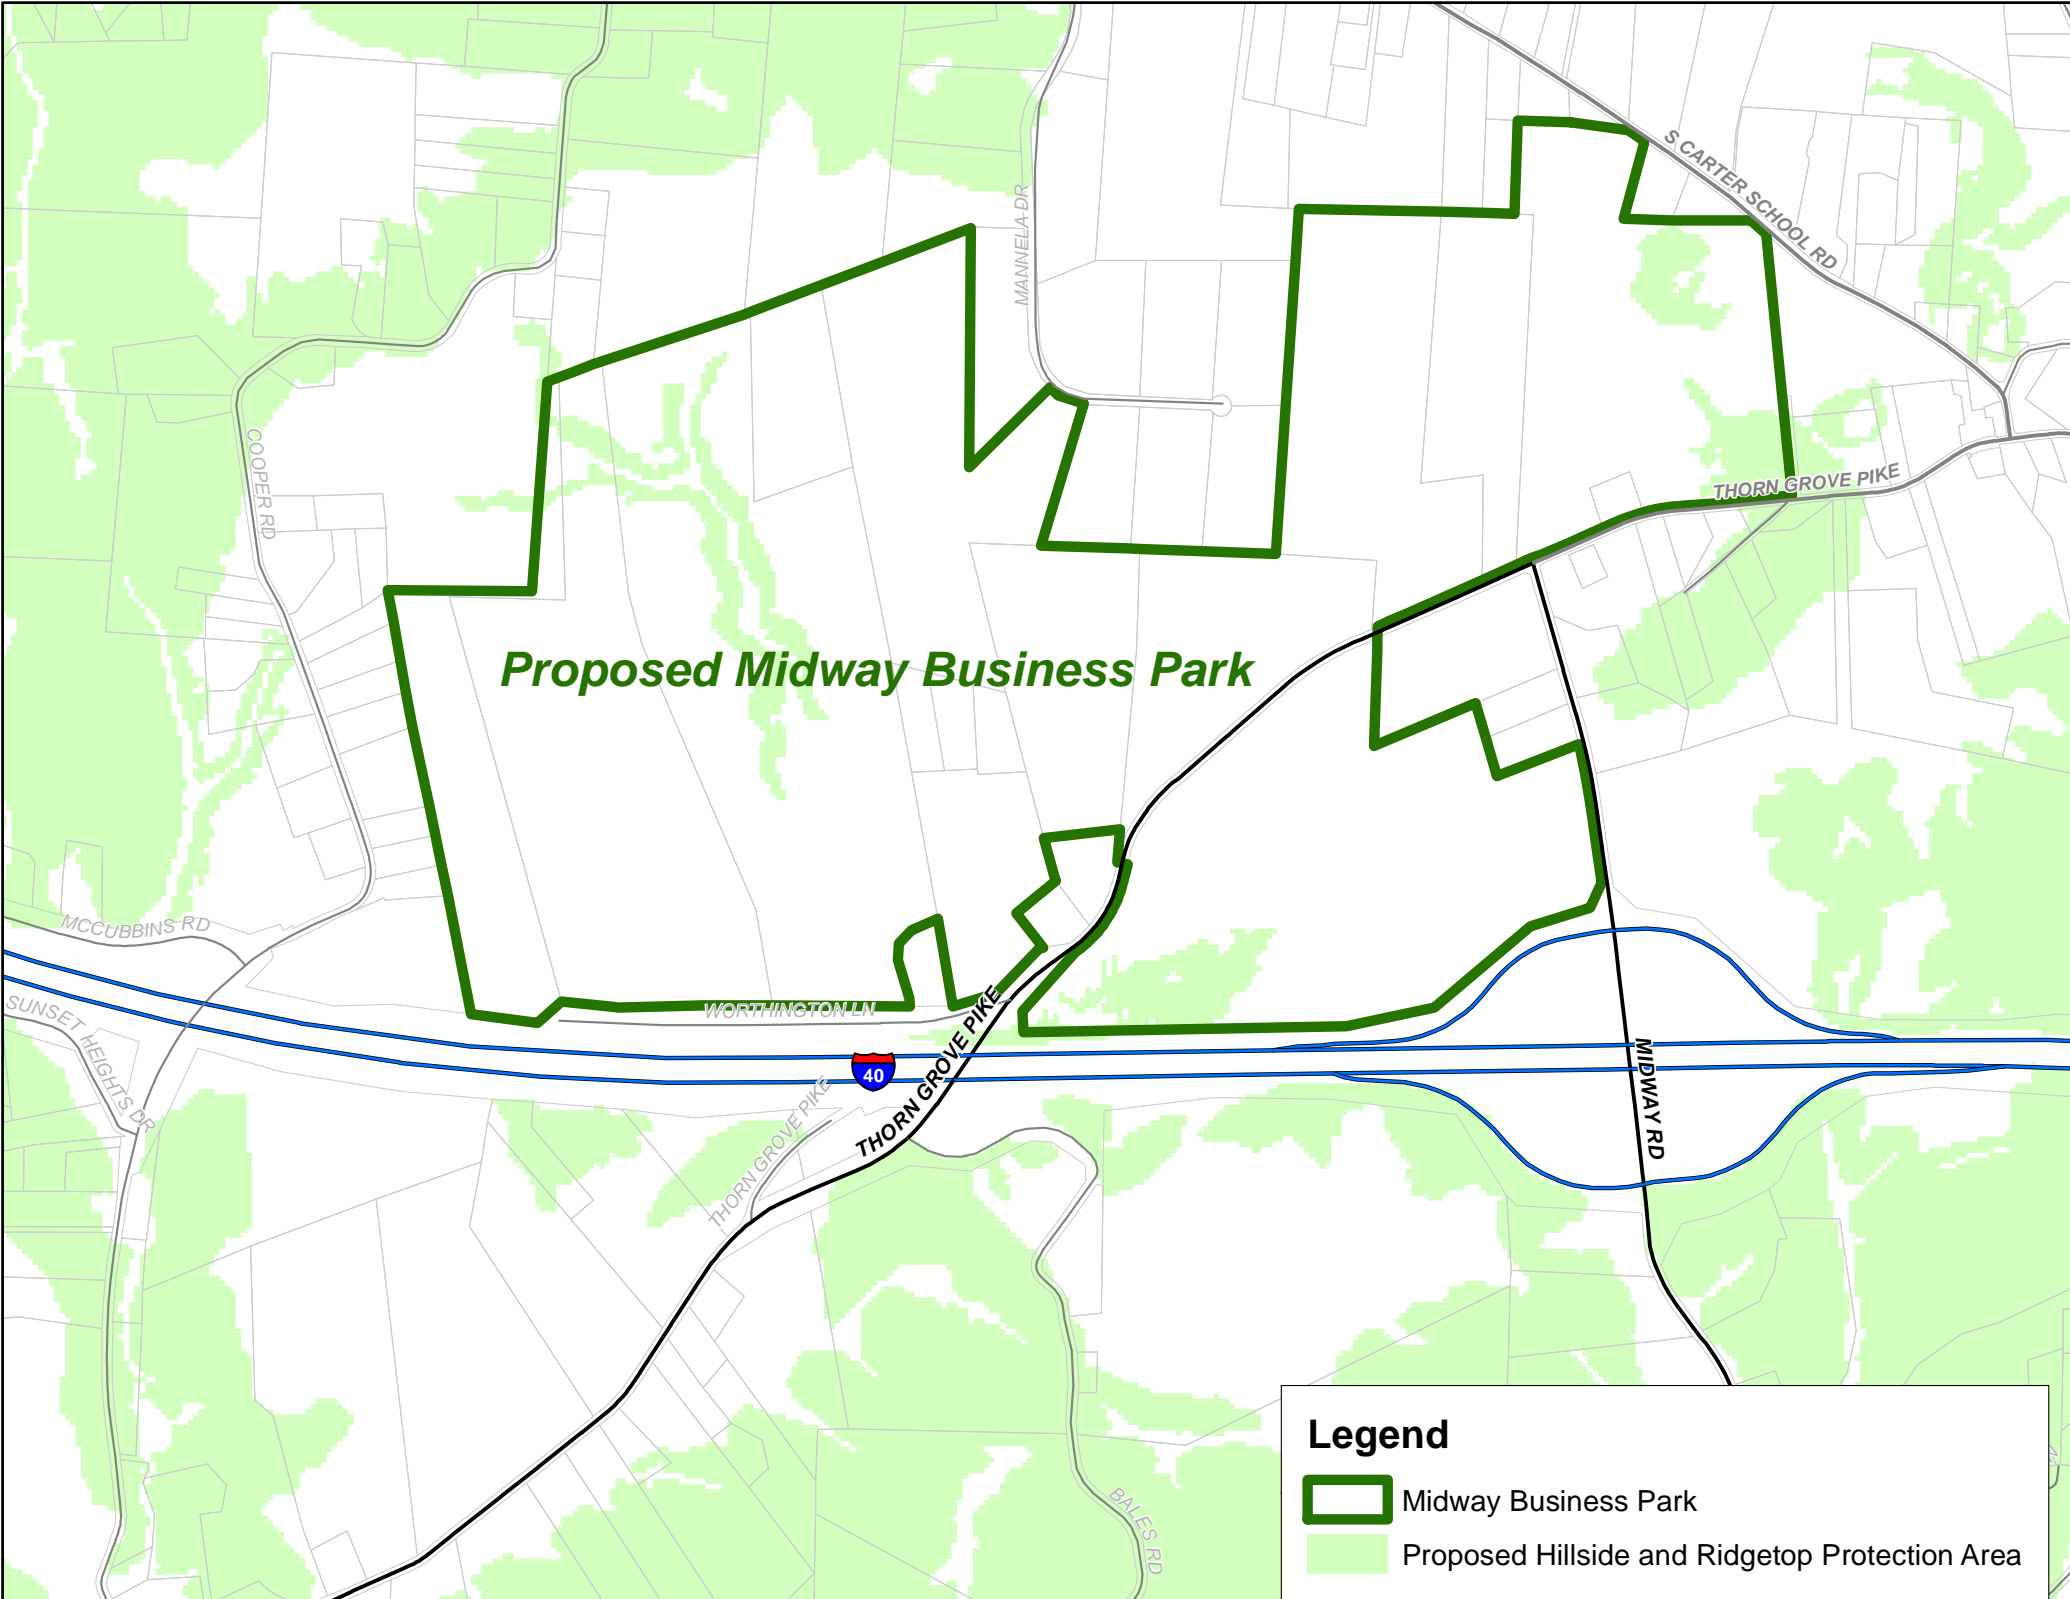 S CARTER SCHOOL RD
MANNELA DR
COOPER RD
THORN GROVE PIKE
Proposed Midway Business Park
MCCUBBINS RD
SUNSET HEIGHTS DR
WORTHINGTON LN
THORN GROVE PIKE
40
THORN GROVE PIKE
MIDWAY RD
BALES RD
Legend
Midway Business Park
Proposed Hillside and Ridgetop Protection Area